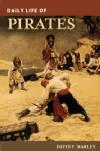 DAILY LIFE OF
PIRATES
DAVID F. MARLEY